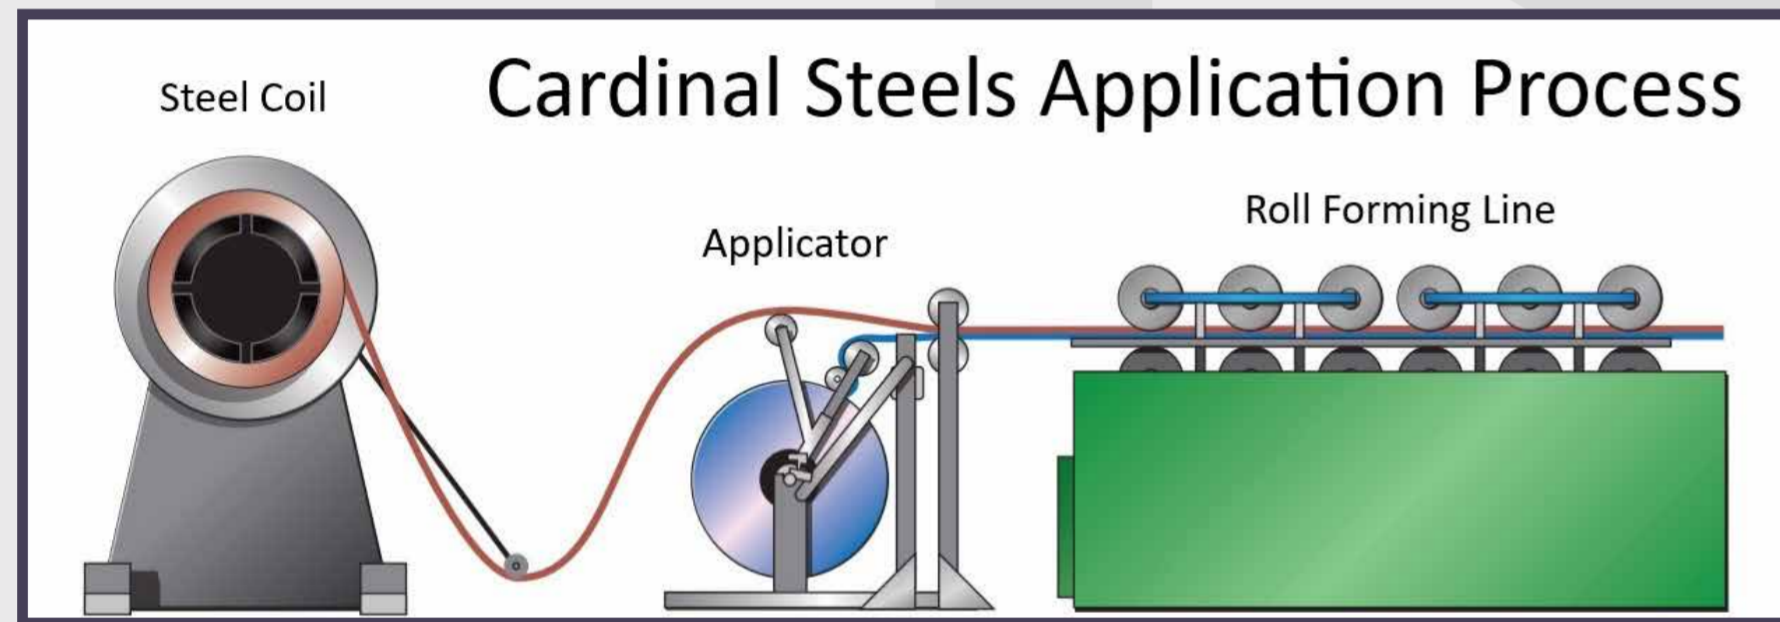 Cardinal Steels Application Process
Steel Coil
Applicator
Roll Forming Line